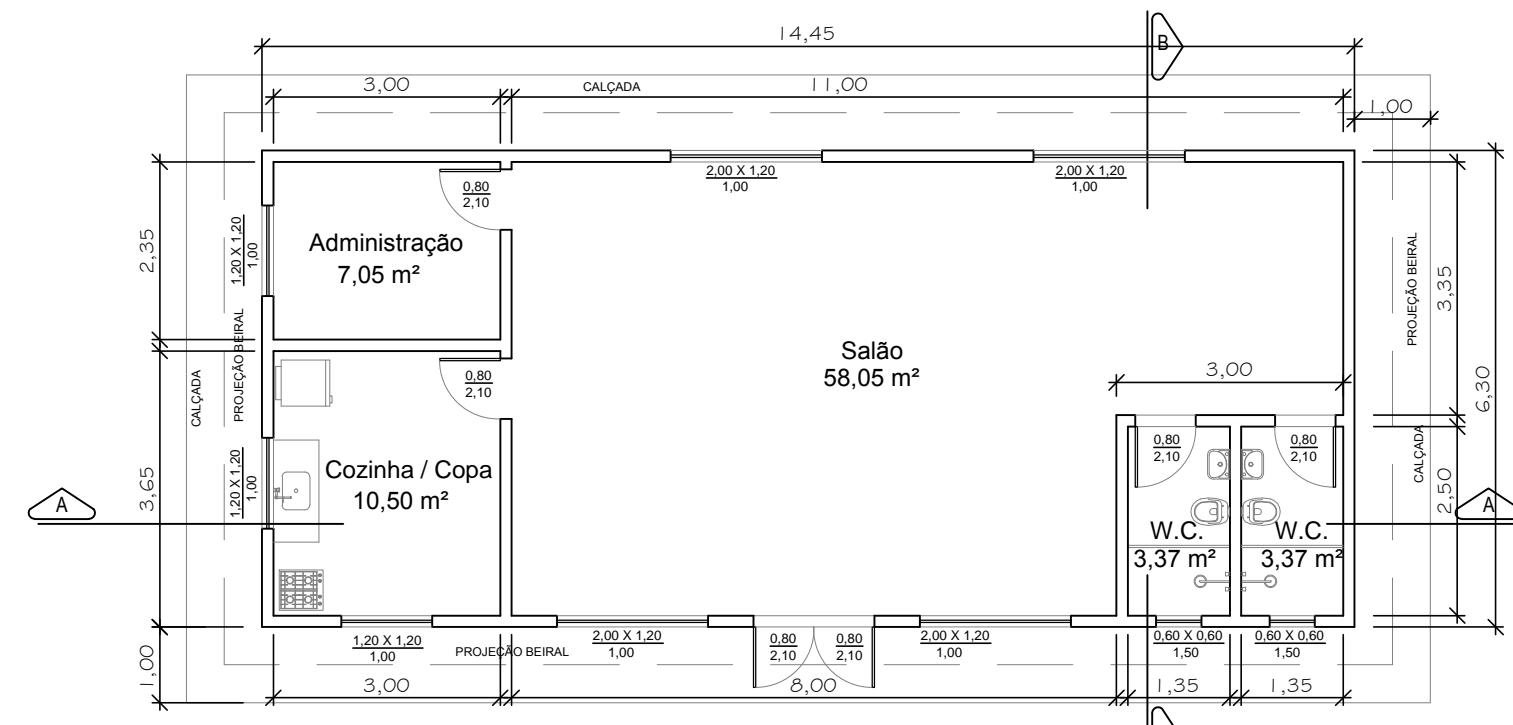 14,45
B
3,00
CALÇADA
11,00
1,00
2,00 X 1,20
1,00
2,00 X 1,20
1,00
0,80
2,10
Administração
7,05 m²
2,35
1,20 X 1,20
1,00
PROJEÇÃO BEIRAL
3,35
6,30
Salão
58,05 m²
3,00
0,80
2,10
PROJEÇÃO BEIRAL
CALÇADA
3,65
1,20 X 1,20
1,00
Cozinha / Copa
10,50 m²
0,80
2,10
0,80
2,10
CALÇADA
2,50
A
A
W.C.
3,37 m²
W.C.
3,37 m²
1,20 X 1,20
1,00
PROJEÇÃO BEIRAL
2,00 X 1,20
1,00
0,80
2,10
0,80
2,10
2,00 X 1,20
1,00
0,60 X 0,60
1,50
0,60 X 0,60
1,50
1,00
3,00
8,00
1,35
1,35